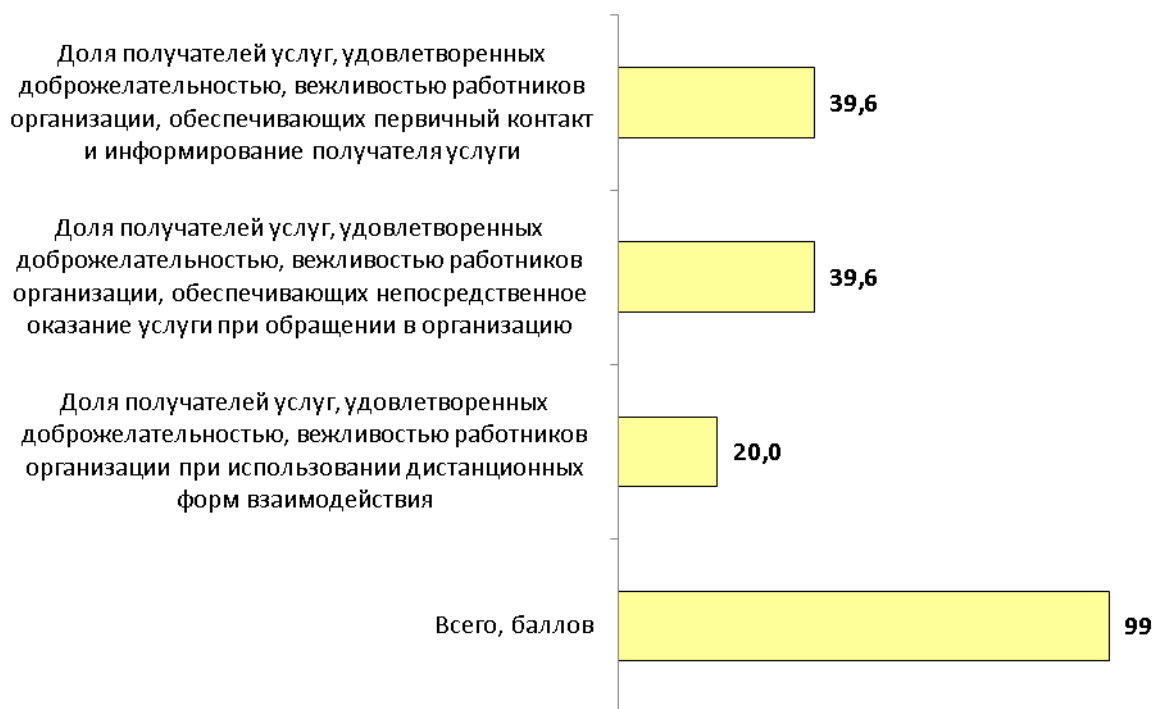 Доля получателей услуг, удовлетворенных
доброжелательностью, вежливостью работников
организации, обеспечивающих первичный контакт
и информирование получателя услуги
39,6
Доля получателей услуг, удовлетворенных
доброжелательностью, вежливостью работников
организации, обеспечивающих непосредственное
оказание услуги при обращении в организацию
39,6
Доля получателей услуг, удовлетворенных
доброжелательностью, вежливостью работников
организации при использовании дистанционных
форм взаимодействия
20,0
Всего, баллов
99